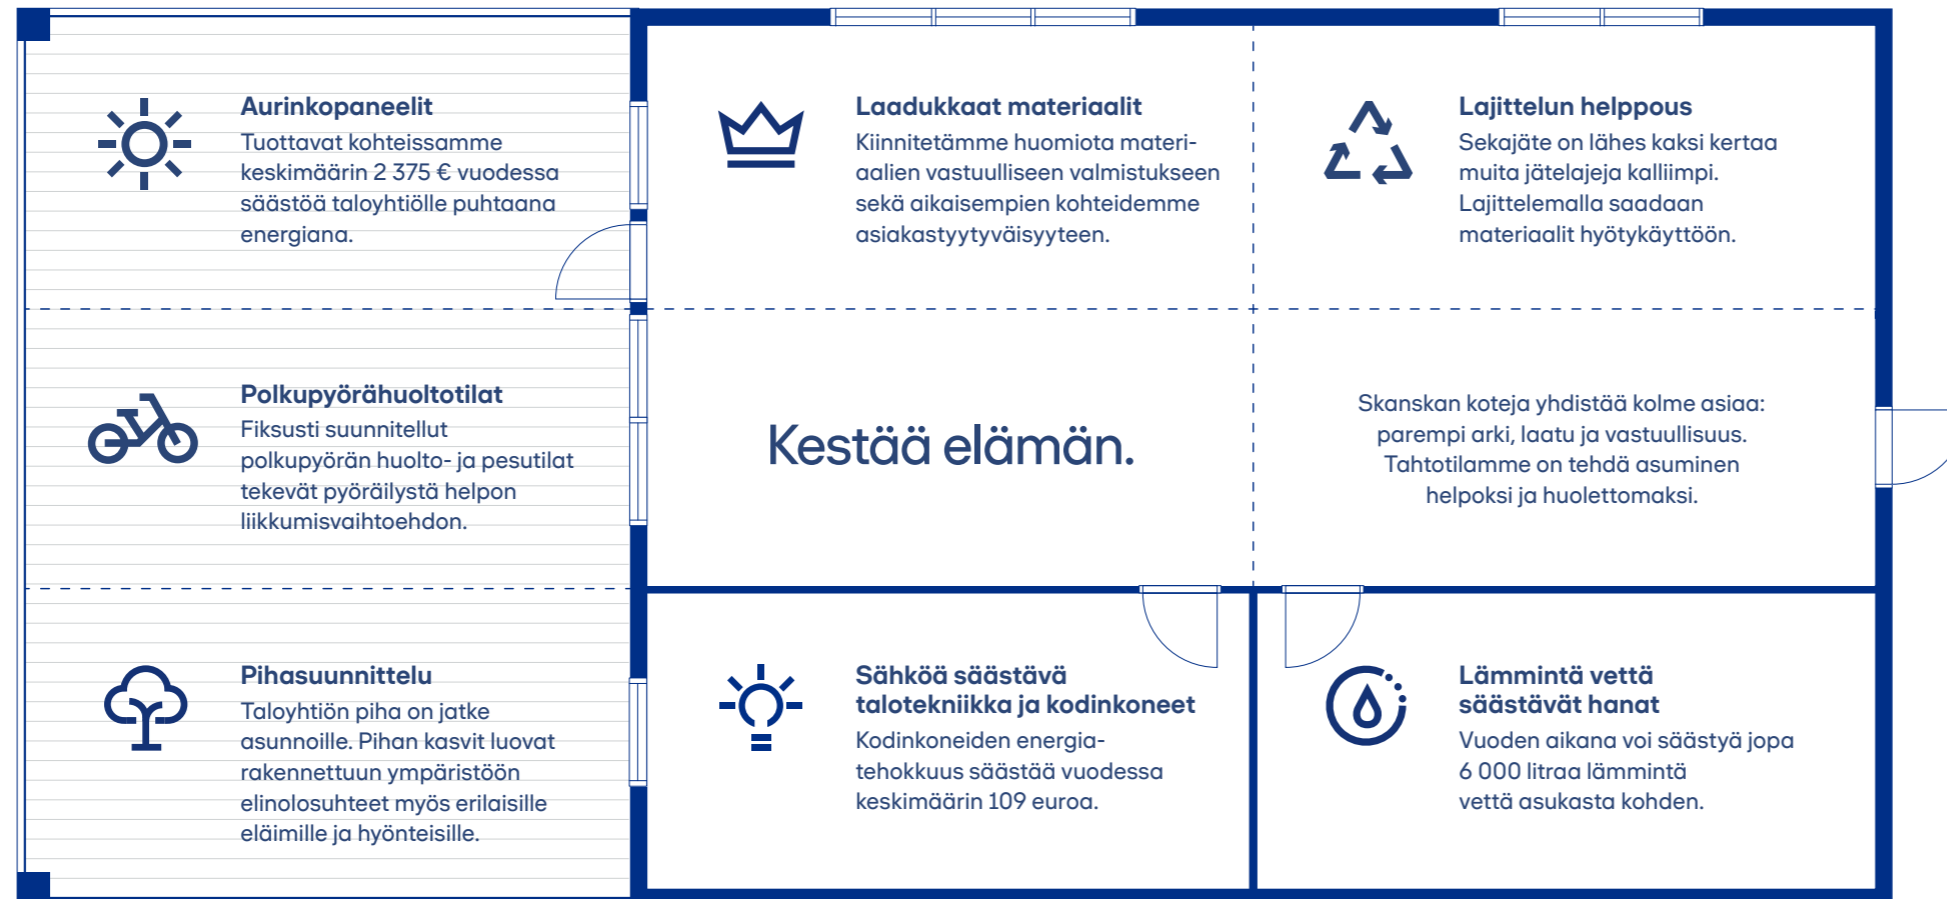 Aurinkopaneelit
Tuottavat kohteissamme
keskimäärin 2 375 € vuodessa
säästöä taloyhtiölle puhtaana
energiana.
Laadukkaat materiaalit
Kiinnitetämme huomiota materi-
aalien vastuulliseen valmistukseen
sekä aikaisempien kohteidemme
asiakastyytyväisyyteen.
Lajittelun helppous
Sekajäte on lähes kaksi kertaa
muita jätelajeja kalliimpi.
Lajittelemalla saadaan
materiaalit hyötykäyttöön.
Polkupyörähuoltotilat
Fiksusti suunnitellut
polkupyörän huolto- ja pesutilat
tekevät pyöräilystä helpon
liikkumisvaihtoehdon.
Kestää elämän.
Skanskan koteja yhdistää kolme asiaa:
parempi arki, laatu ja vastuullisuus.
Tahtotilamme on tehdä asuminen
helpoksi ja huolettomaksi.
Pihasuunnittelu
Taloyhtiön piha on jatke
asunnoille. Pihan kasvit luovat
rakennettuun ympäristöön
elinolosuhteet myös erilaisille
eläimille ja hyönteisille.
Sähköä säästävä
talotekniikka ja kodinkoneet
Kodinkoneiden energia-
tehokkuus säästää vuodessa
keskimäärin 109 euroa.
Lämmintä vettä
säästävät hanat
Vuoden aikana voi säästyä jopa
6 000 litraa lämmintä
vettä asukasta kohden.